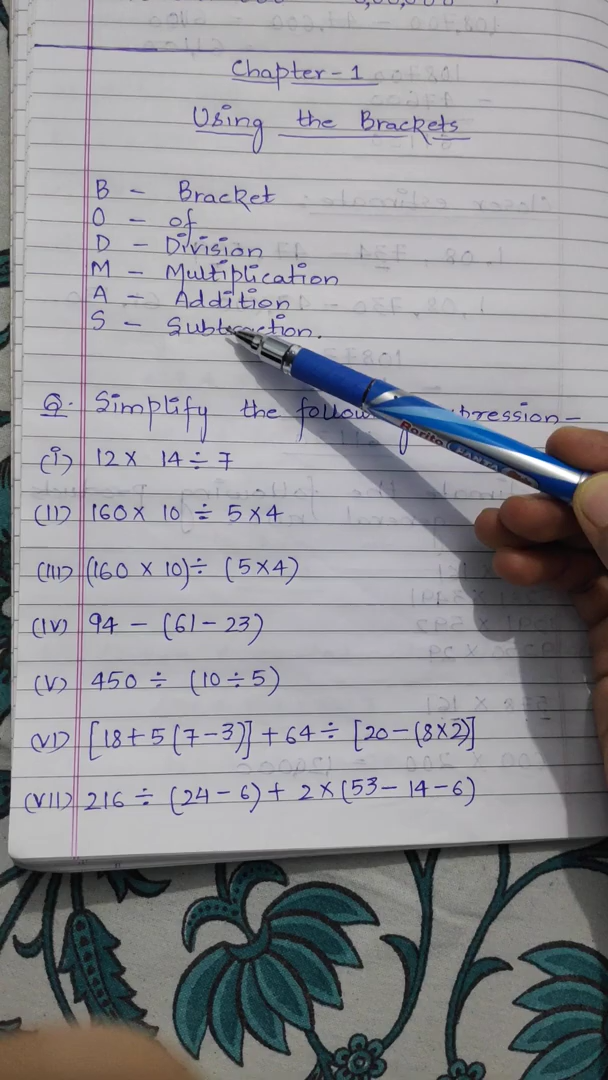 Chapter-1
Using the Brackets
B - Bracket
O - of
D - Division
M - Multiplication
A - Addition
S - Subtraction.
Q. Simplify the expression-
(i) 12 × 14 ÷ 7
(II) 160 × 10 ÷ 5 × 4
(III) (160 × 10) ÷ (5 × 4)
(IV) 94 - (61 - 23)
(V) 450 ÷ (10 ÷ 5)
(VI) [18 + 5 (7 - 3)] + 64 ÷ [20 - (8 × 2)]
(VII) 216 ÷ (24 - 6) + 2 × (53 - 14 - 6)